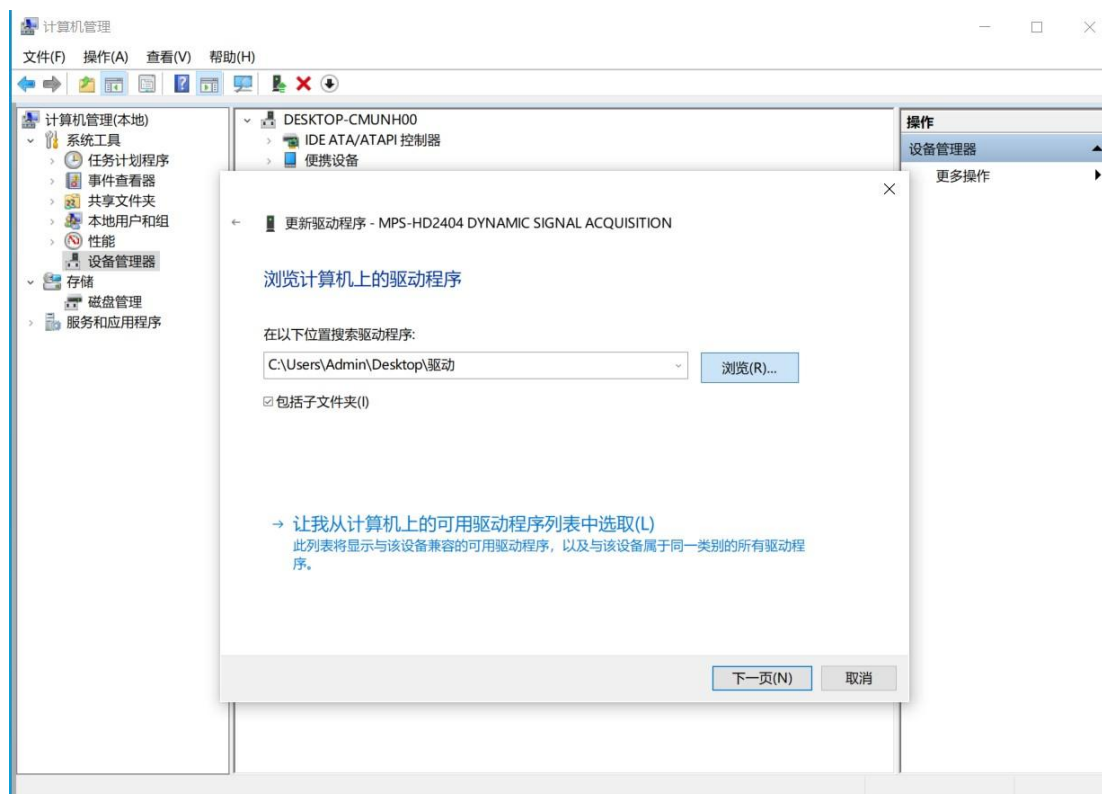 计算机管理
文件(F) 操作(A) 查看(V) 帮助(H)
计算机管理(本地)
系统工具
任务计划程序
事件查看器
共享文件夹
本地用户和组
性能
设备管理器
存储
磁盘管理
服务和应用程序
DESKTOP-CMUNH00
IDE ATA/ATAPI 控制器
便携设备
操作
设备管理器
更多操作
更新驱动程序 - MPS-HD2404 DYNAMIC SIGNAL ACQUISITION
浏览计算机上的驱动程序
在以下位置搜索驱动程序:
C:\Users\Admin\Desktop\驱动
浏览(R)...
包括子文件夹(I)
让我从计算机上的可用驱动程序列表中选取(L)
此列表将显示与该设备兼容的可用驱动程序，以及与该设备属于同一类别的所有驱动程
序。
下一页(N) 取消